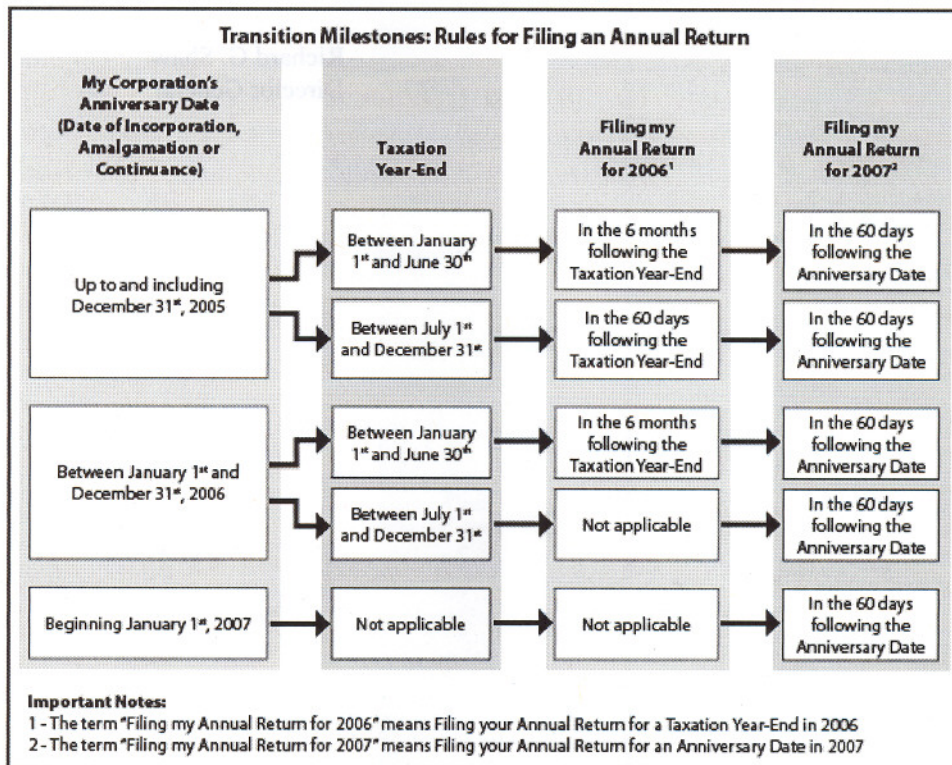 Transition Milestones: Rules for Filing an Annual Return
My Corporation's
Anniversary Date
(Date of Incorporation,
Amalgamation or
Continuance)
Taxation
Year-End
Filing my
Annual Return
for 2006¹
Filing my
Annual Return
for 2007²
Up to and including
December 31st, 2005
Between January
1st and June 30th
In the 6 months
following the
Taxation Year-End
In the 60 days
following the
Anniversary Date
Between July 1st
and December 31st
In the 60 days
following the
Taxation Year-End
In the 60 days
following the
Anniversary Date
Between January 1st and
December 31st, 2006
Between January
1st and June 30th
In the 6 months
following the
Taxation Year-End
In the 60 days
following the
Anniversary Date
Between July 1st
and December 31st
Not applicable
In the 60 days
following the
Anniversary Date
Beginning January 1st, 2007
Not applicable
Not applicable
In the 60 days
following the
Anniversary Date
Important Notes:
1 - The term "Filing my Annual Return for 2006" means Filing your Annual Return for a Taxation Year-End in 2006
2 - The term "Filing my Annual Return for 2007" means Filing your Annual Return for an Anniversary Date in 2007